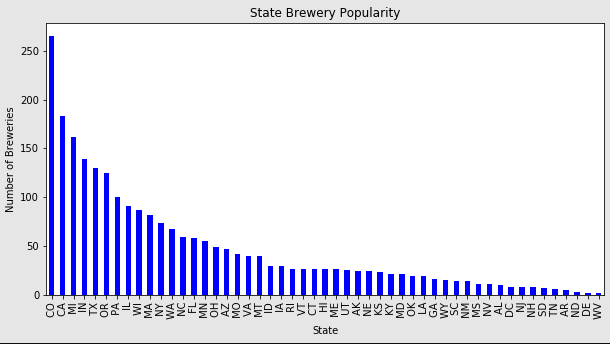 State Brewery Popularity
Number of Breweries
250
200
150
100
50
0
CO CA MI IN TX OR PA IL WI MA NY WA NC FL MN OH AZ MO VA MT ID IA RI VT CT HI ME UT AK NE KS KY MD OK LA GA WY SC NM MS NV AL DC NJ NH SD TN AR ND DE WV
State